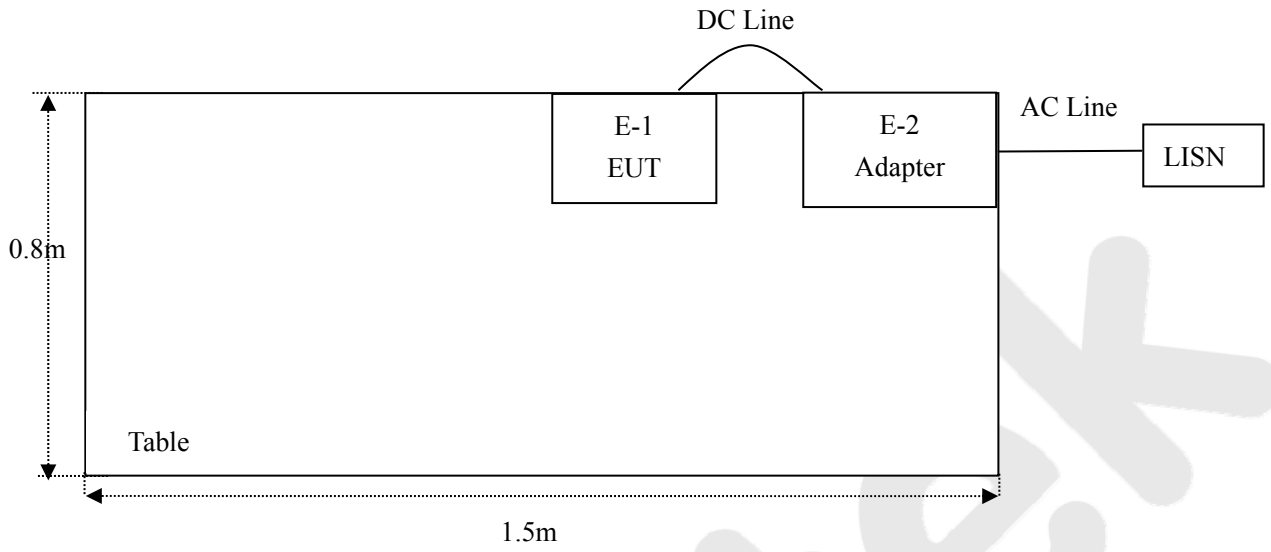 DC Line
E-1
EUT
E-2
Adapter
AC Line
LISN
0.8m
Table
1.5m